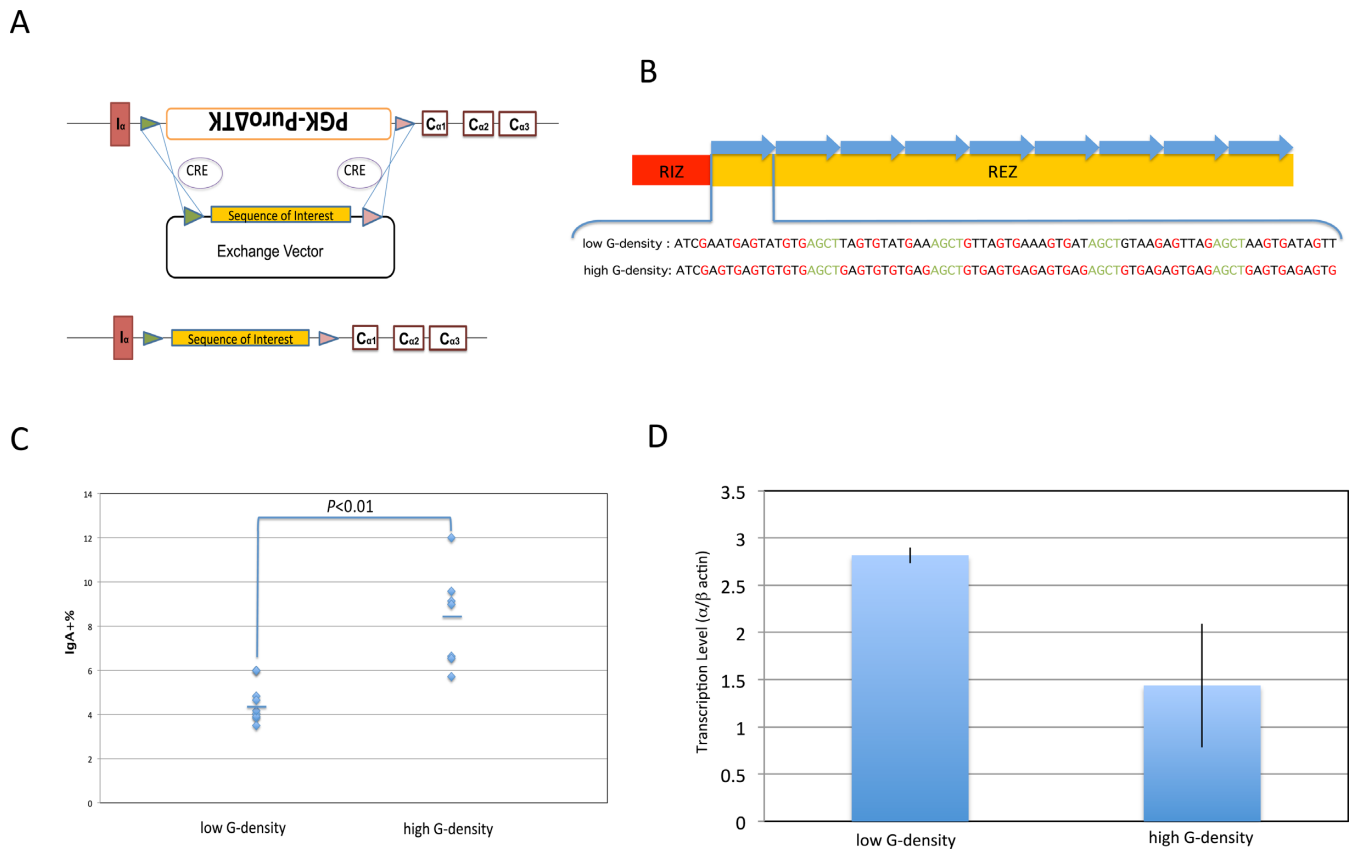 A
Iα
PGK-PuroΔTK
Cα1
Cα2
Cα3
CRE
CRE
Sequence of Interest
Exchange Vector
Iα
Sequence of Interest
Cα1
Cα2
Cα3
B
RIZ
REZ
low G-density : ATCGAATGAGTATGTGAGCTTAGTGTATGAAAGCTGTTAGTGAAAGTGATAGCTGTAAGAGTTAGAGCTAAGTGATAGTT
high G-density: ATCGAGTGAGTGTGTGAGCTGAGTGTGTGAGAGCTGTGAGTGAGAGTGAGAGCTGTGAGAGTGAGAGCTGAGTGAGAGTG
C
IgA+%
14
12
10
8
6
4
2
0
P<0.01
low G-density
high G-density
D
Transcription Level (α/β actin)
3.5
3
2.5
2
1.5
1
0.5
0
low G-density
high G-density